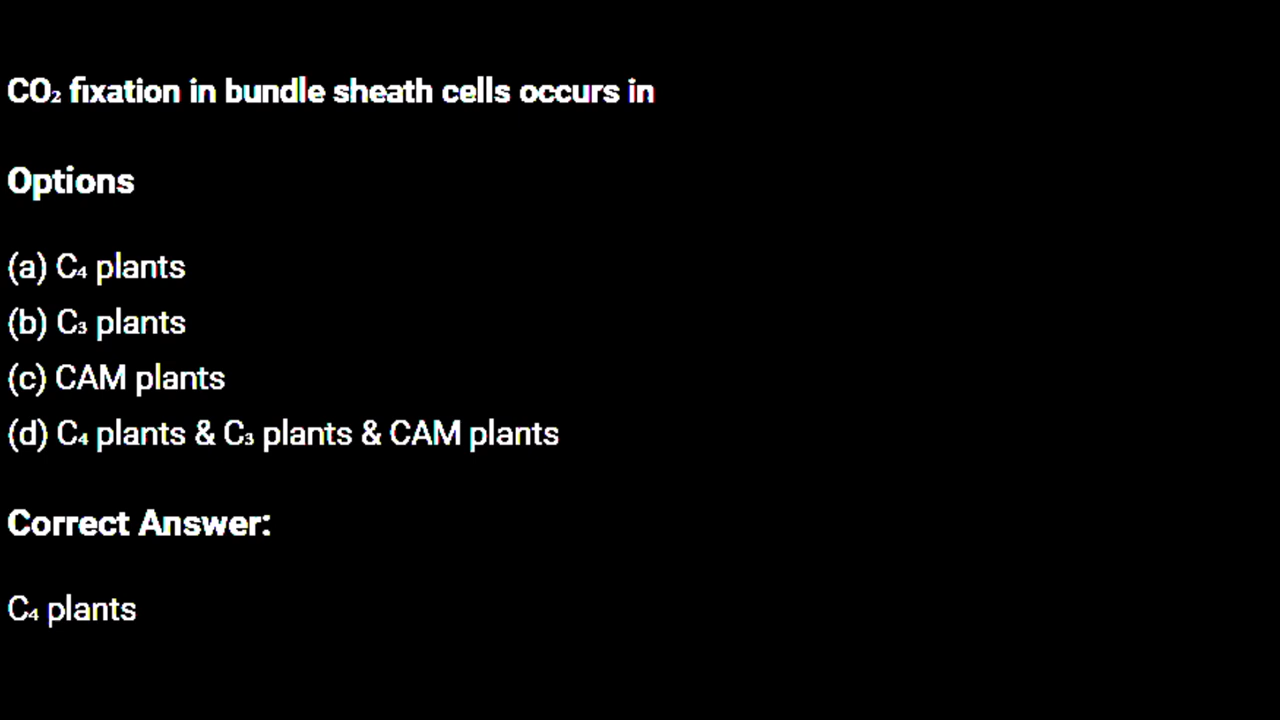 CO₂ fixation in bundle sheath cells occurs in
Options
(a) C₄ plants
(b) C₃ plants
(c) CAM plants
(d) C₄ plants & C₃ plants & CAM plants
Correct Answer:
C₄ plants